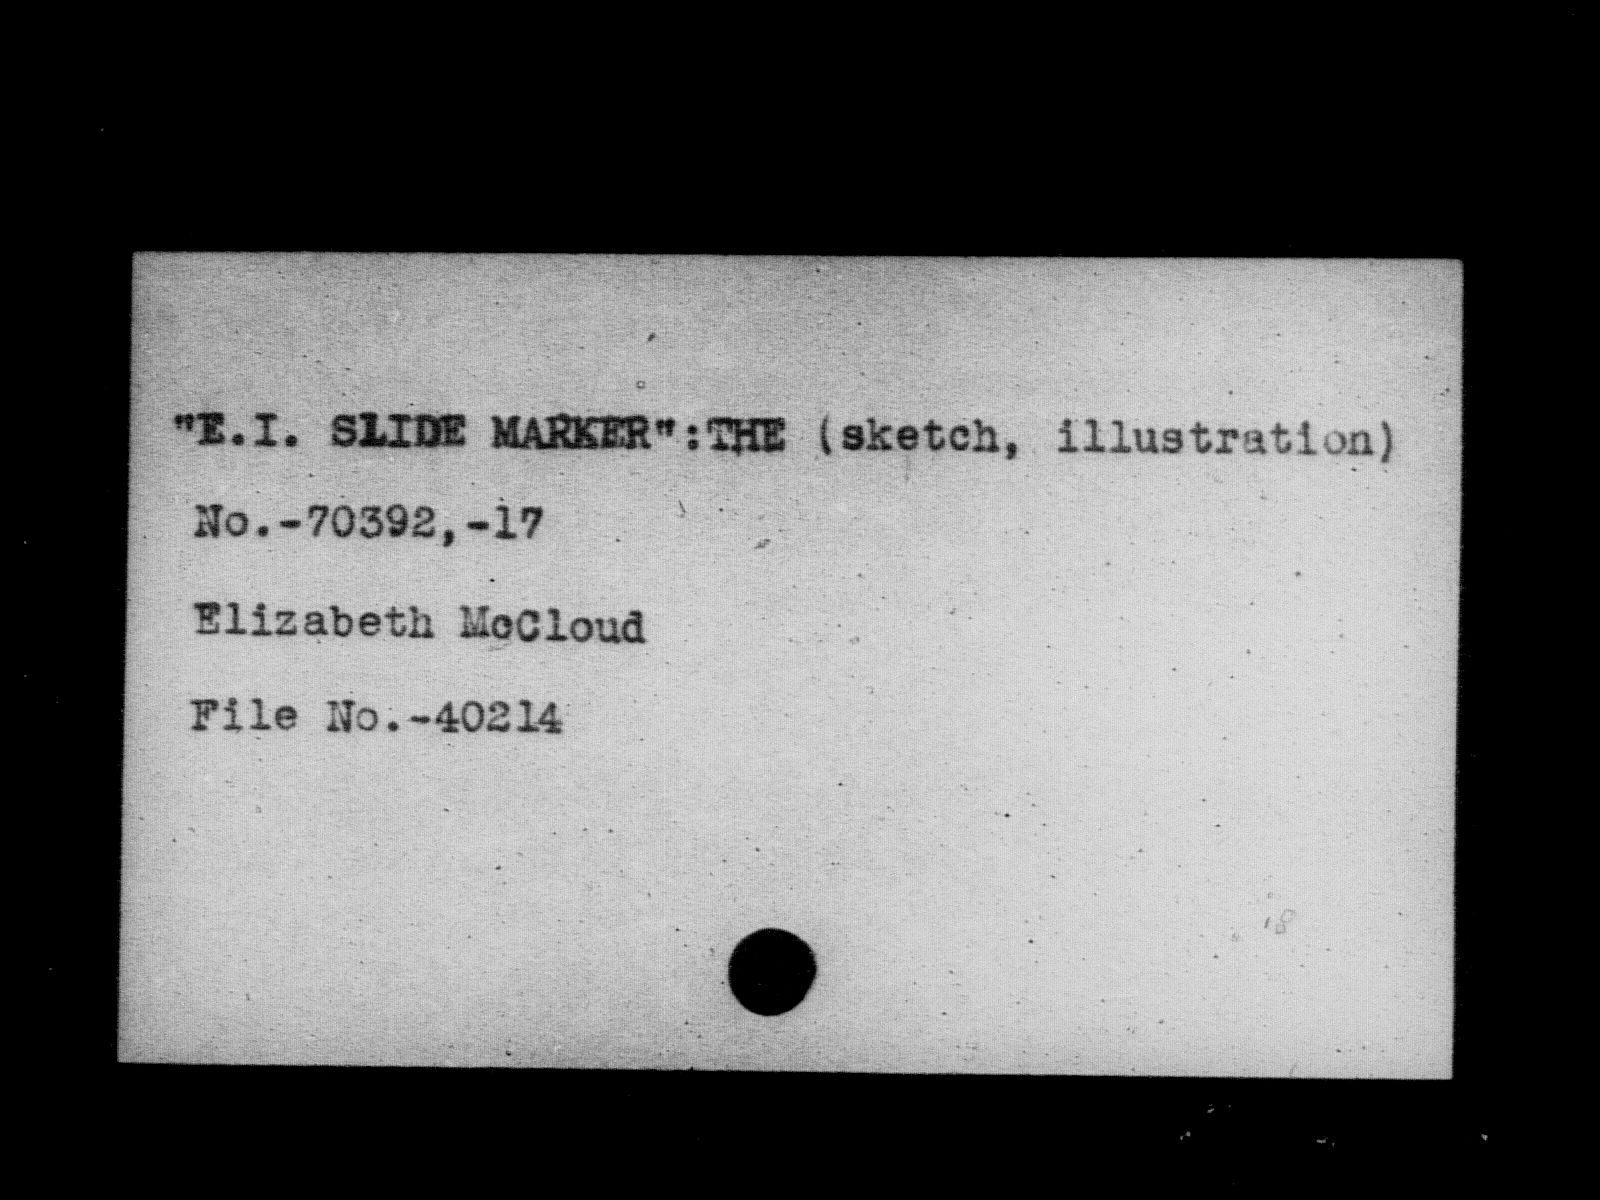 "E.I. SLIDE MARKER":THE (sketch, illustration)
No.-70392,-17
Elizabeth McCloud
File No.-40214